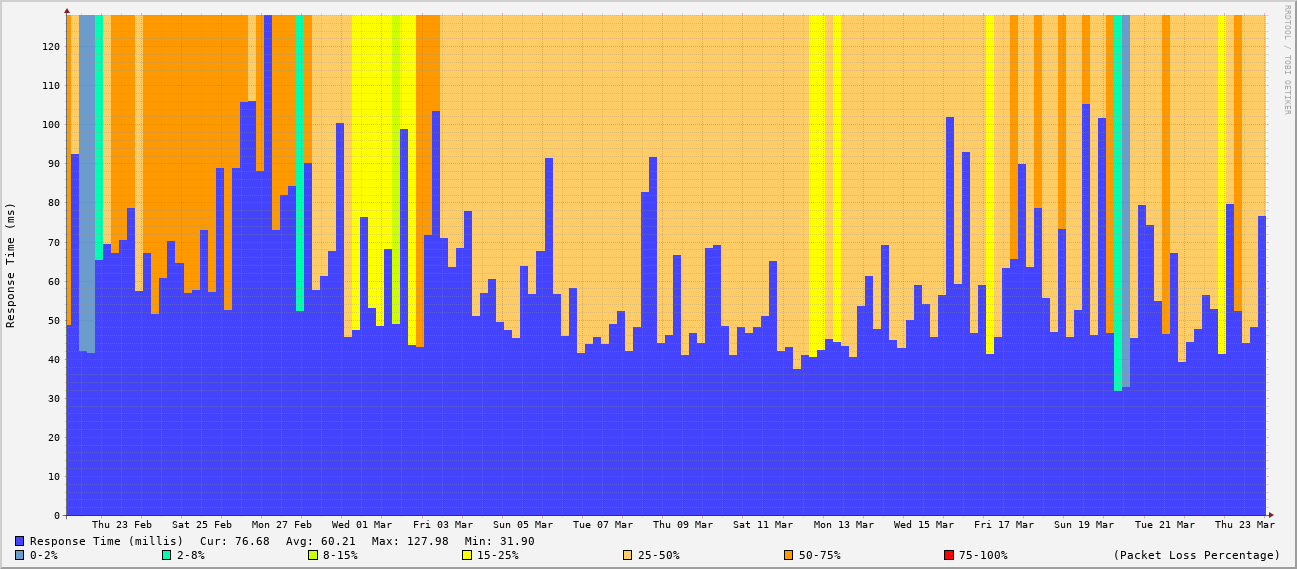 RRDTOOL / TOBI OETIKER
Response Time (ms)
120
110
100
90
80
70
60
50
40
30
20
10
0
Thu 23 Feb Sat 25 Feb Mon 27 Feb Wed 01 Mar Fri 03 Mar Sun 05 Mar Tue 07 Mar Thu 09 Mar Sat 11 Mar Mon 13 Mar Wed 15 Mar Fri 17 Mar Sun 19 Mar Tue 21 Mar Thu 23 Mar
Response Time (millis) Cur: 76.68 Avg: 60.21 Max: 127.98 Min: 31.90
0-2% 2-8% 8-15% 15-25% 25-50% 50-75% 75-100% (Packet Loss Percentage)